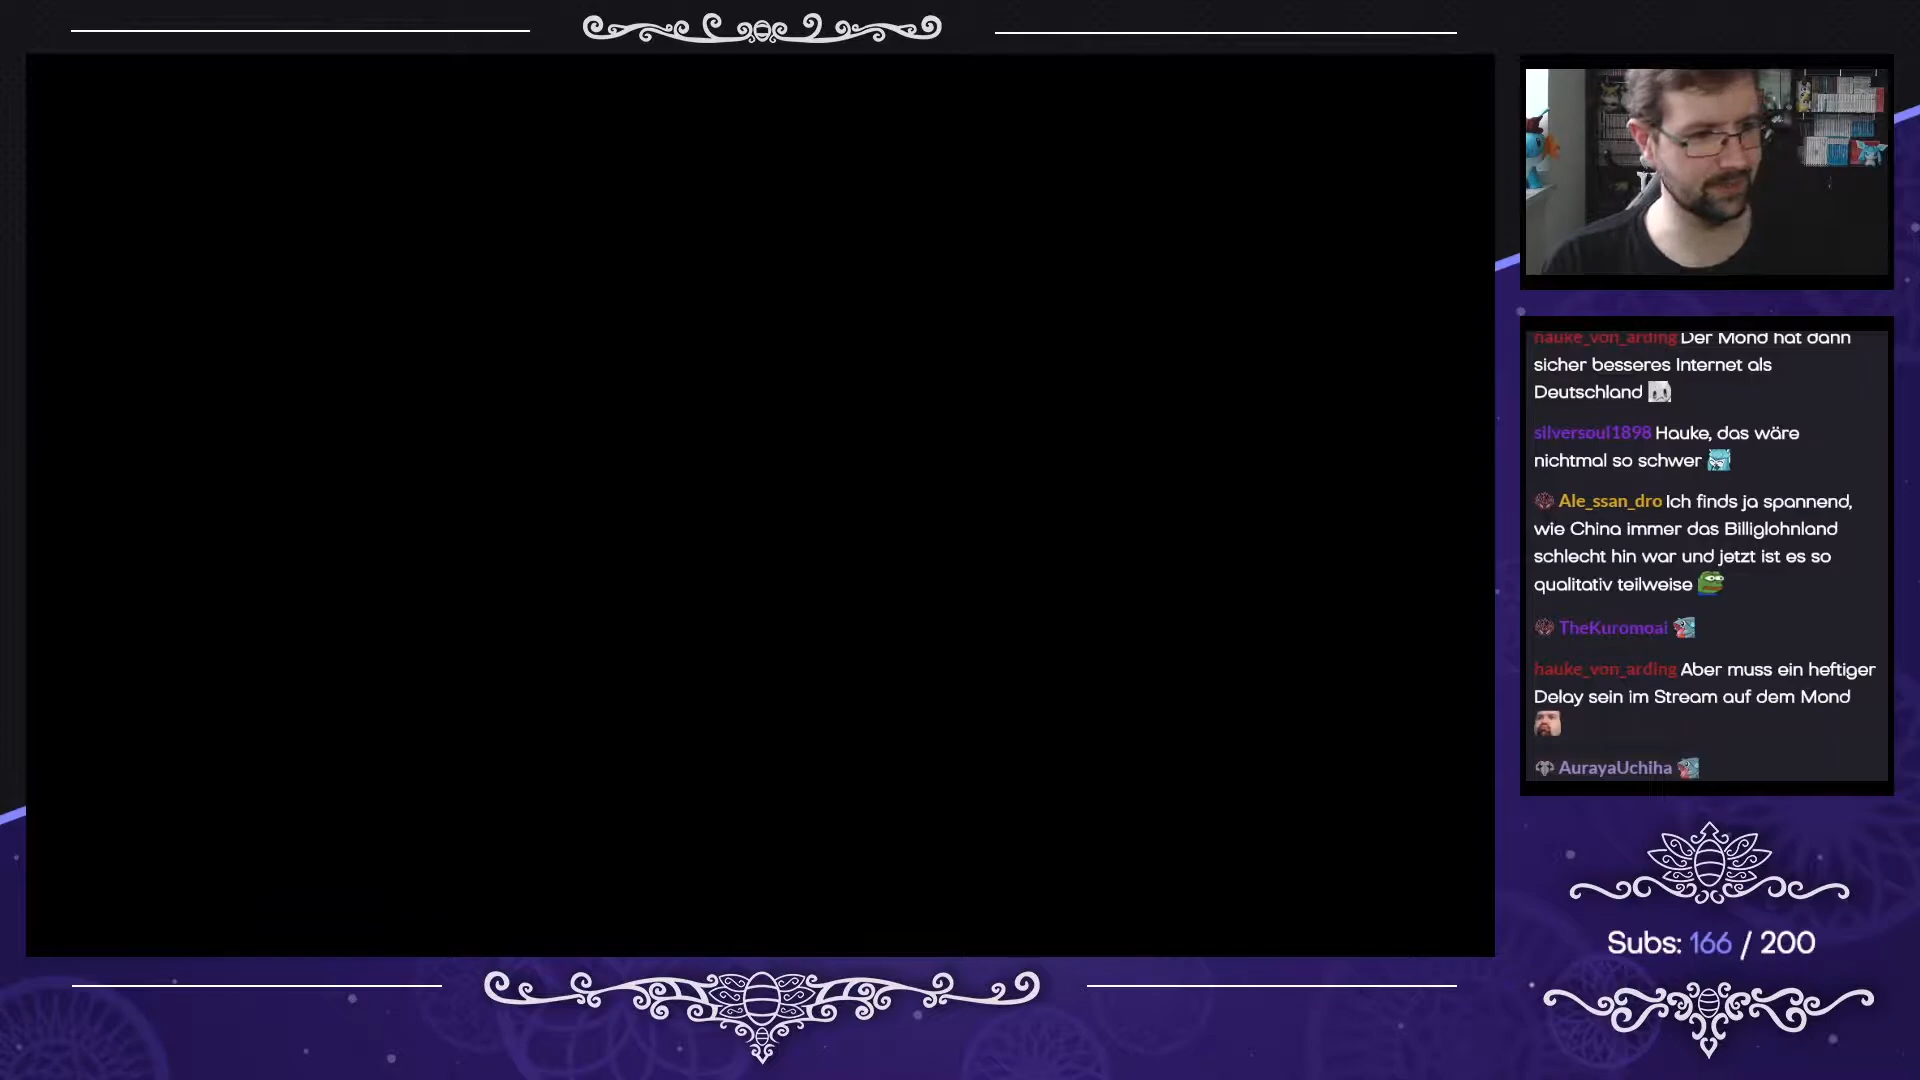 hauke_von_arding Der Mond hat dann
sicher besseres Internet als
Deutschland
silversoul1898 Hauke, das wäre
nichtmal so schwer
Ale_ssan_dro Ich finds ja spannend,
wie China immer das Billiglohnland
schlecht hin war und jetzt ist es so
qualitativ teilweise
TheKuromoai
hauke_von_arding Aber muss ein heftiger
Delay sein im Stream auf dem Mond
AurayaUchiha
Subs: 166 / 200